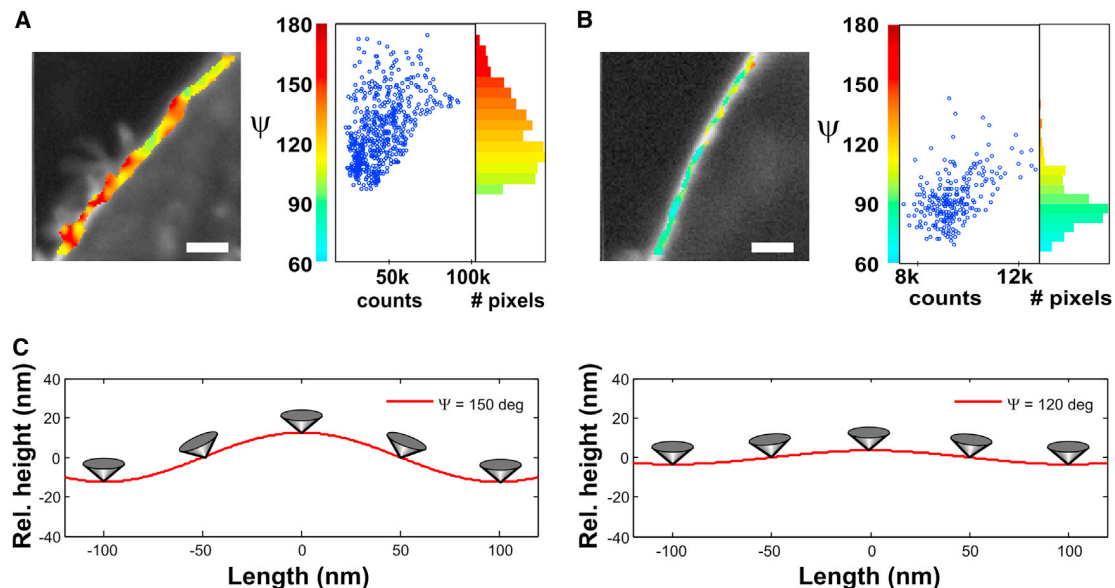 A
B
180
150
120
90
60
Ψ
50k
100k
counts
# pixels
180
150
120
90
60
Ψ
8k
12k
counts
# pixels
C
Rel. height (nm)
40
20
0
-20
-40
Ψ = 150 deg
-100
-50
0
50
100
Length (nm)
Rel. height (nm)
40
20
0
-20
-40
Ψ = 120 deg
-100
-50
0
50
100
Length (nm)